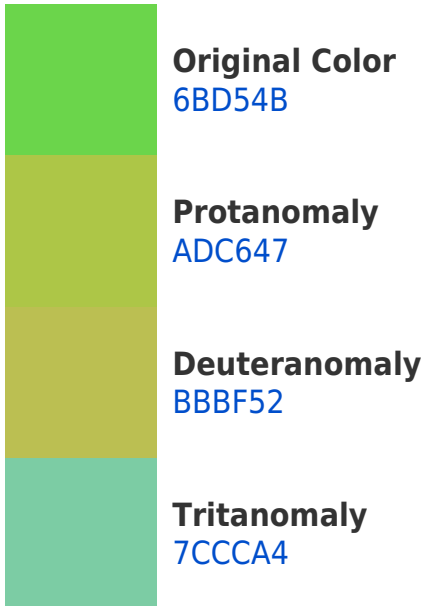 Original Color
6BD54B
Protanomaly
ADC647
Deuteranomaly
BBBF52
Tritanomaly
7CCCA4